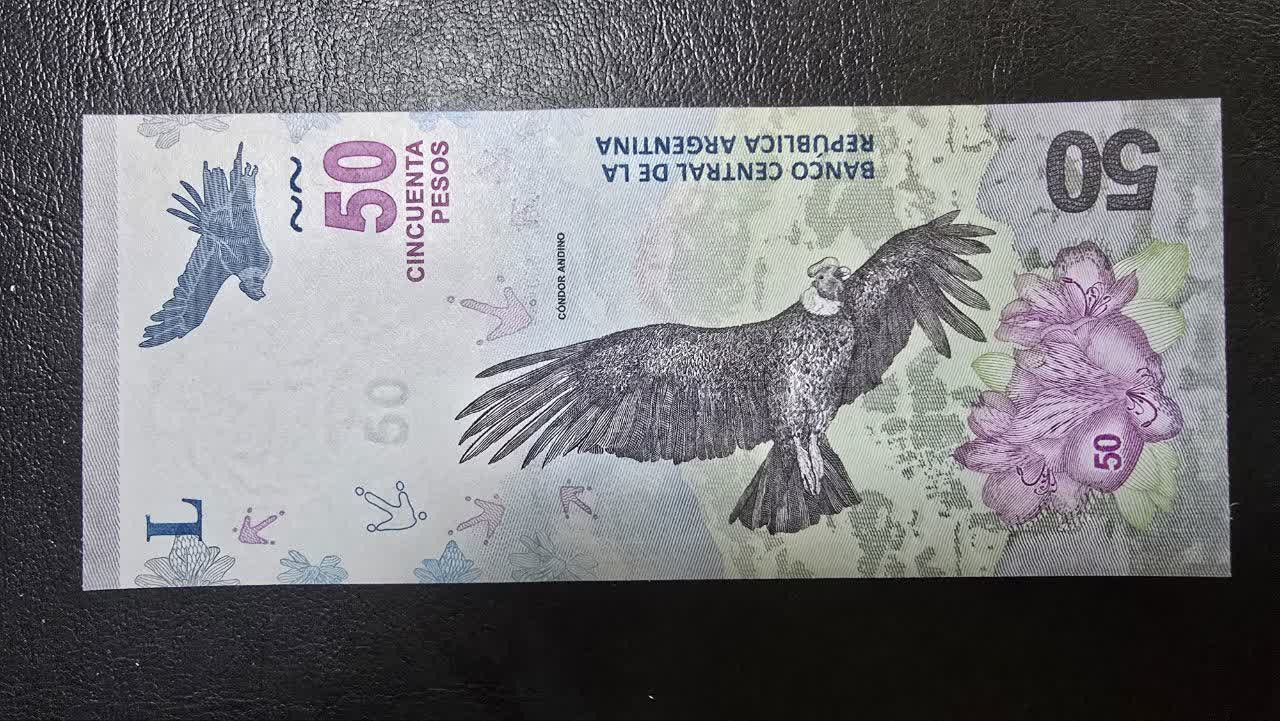 50
CINCUENTA
PESOS
BANCO CENTRAL DE LA
REPÚBLICA ARGENTINA
50
CÓNDOR ANDINO
50
50
L